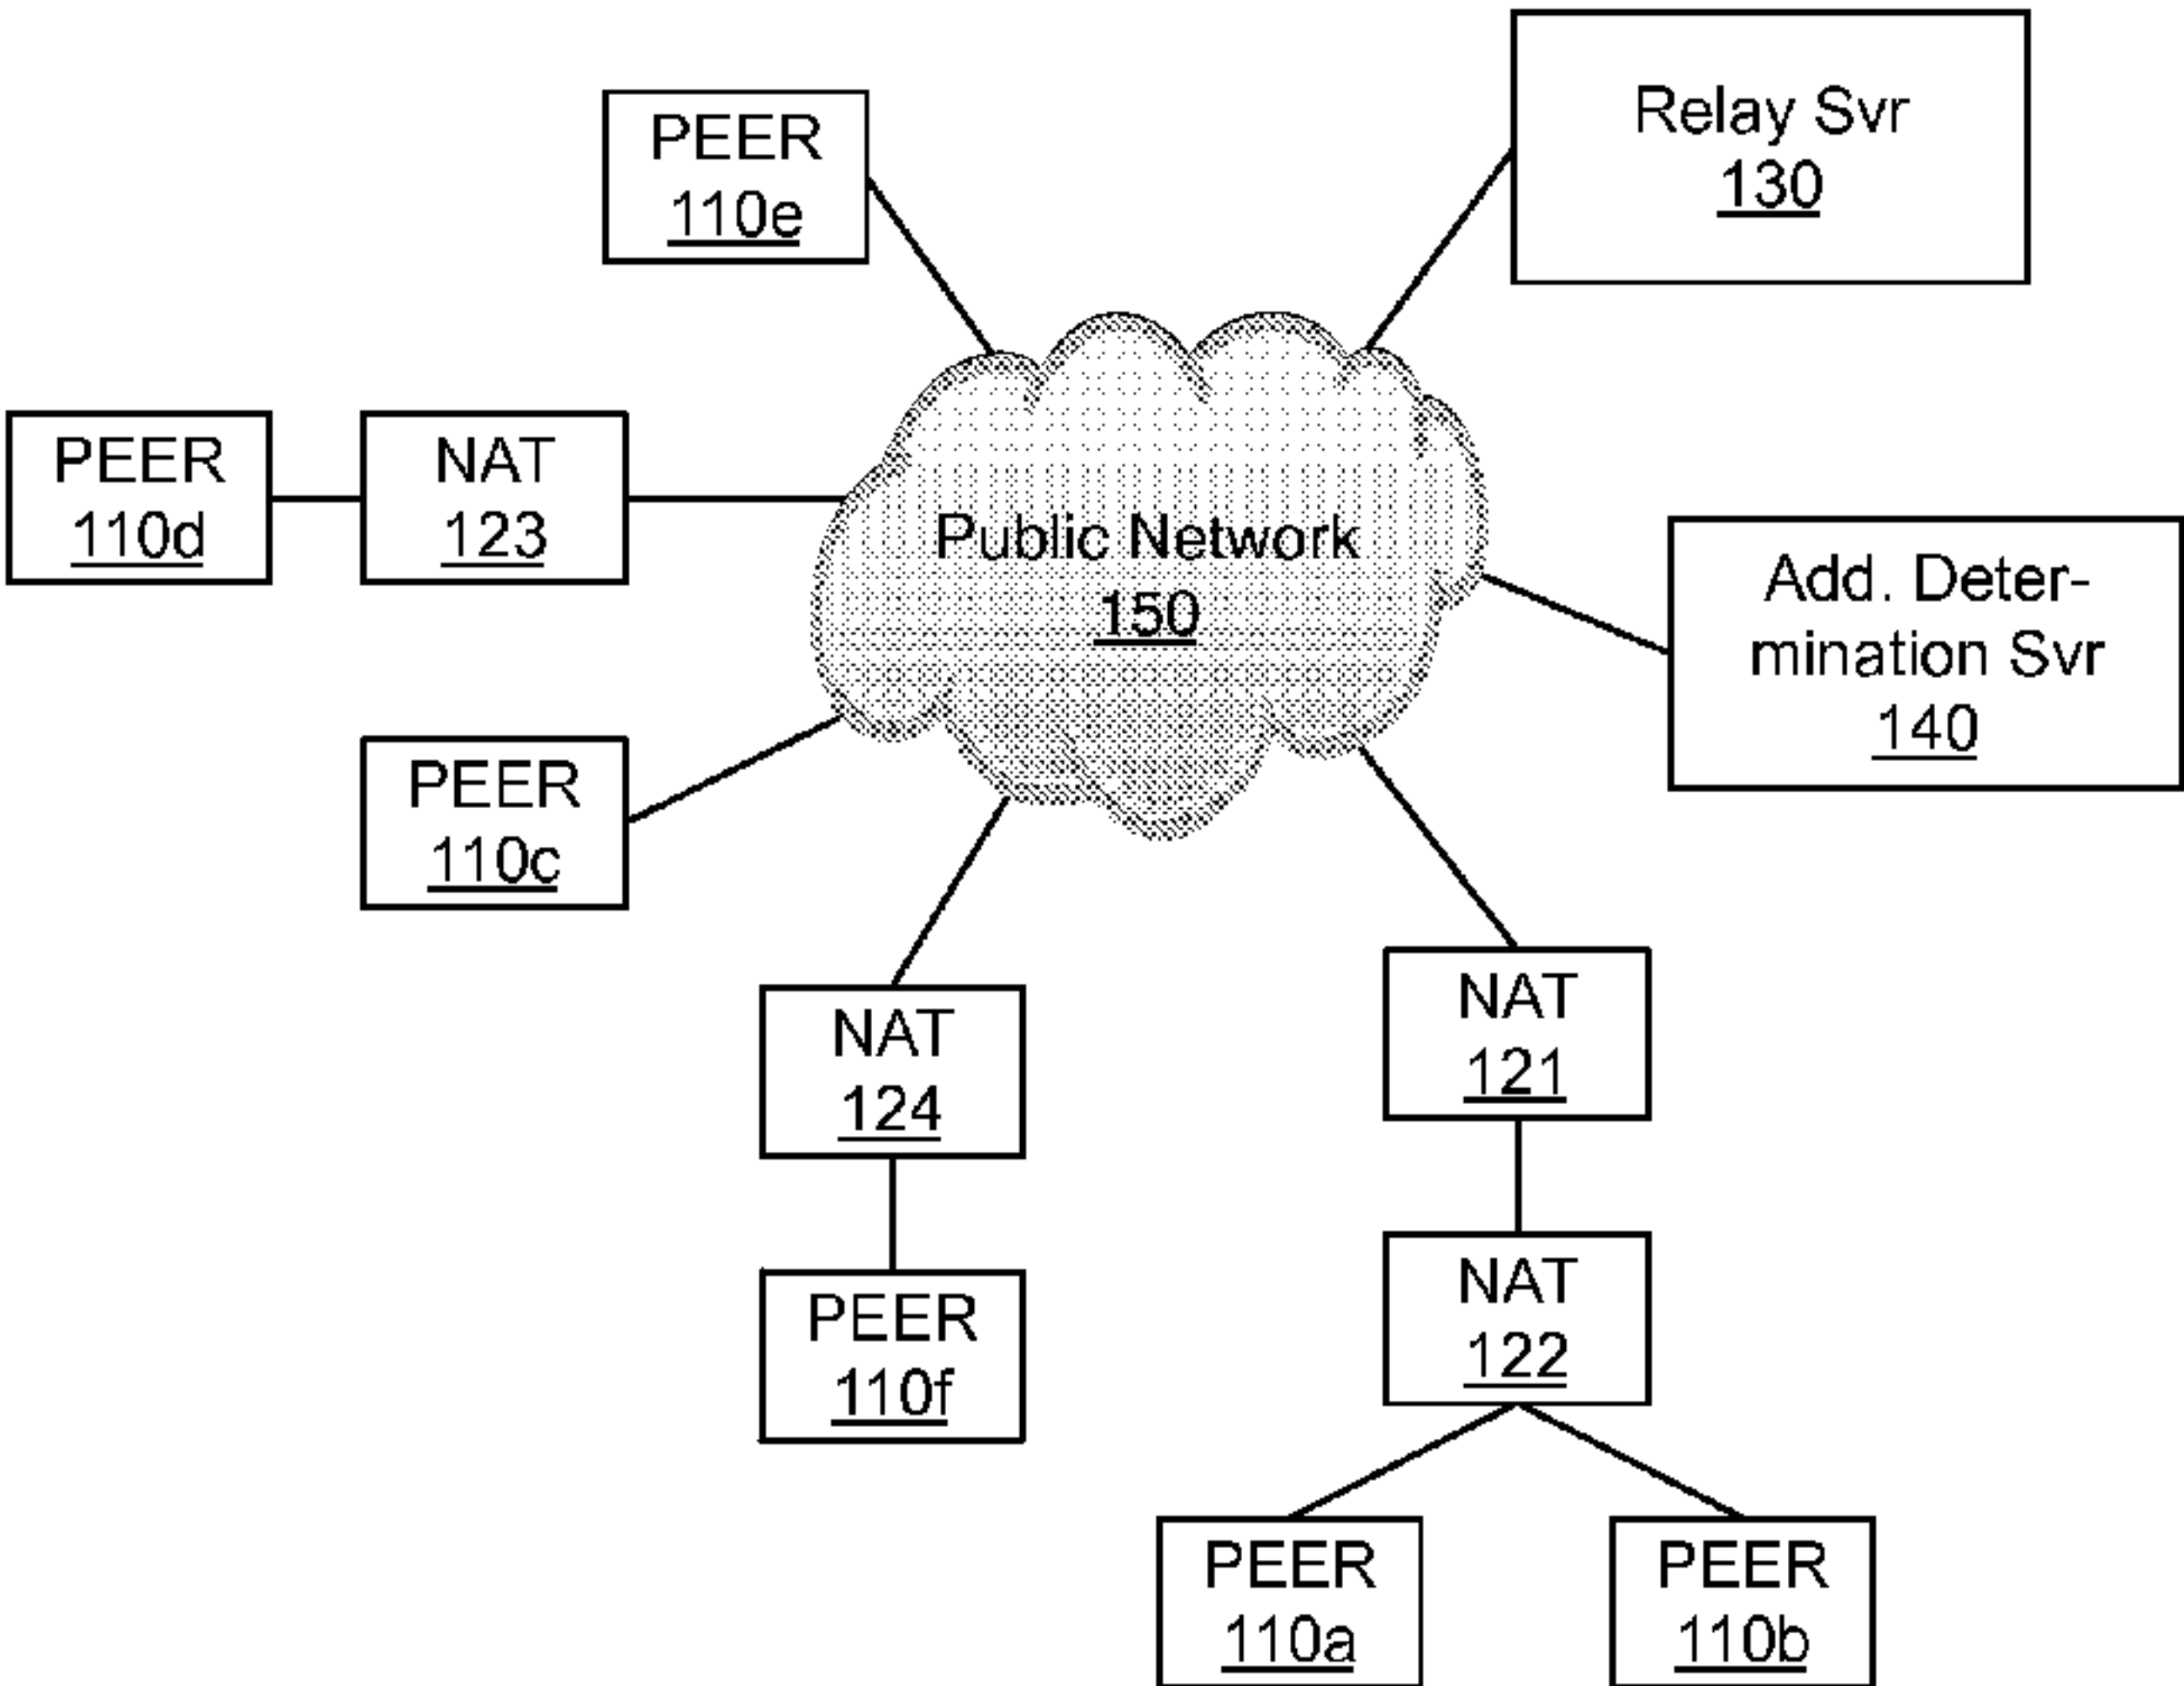 Relay Svr
130
PEER
110e
PEER
110d
NAT
123
Public Network
150
Add. Deter-
mination Svr
140
PEER
110c
NAT
121
NAT
124
NAT
122
PEER
110f
PEER
110a
PEER
110b